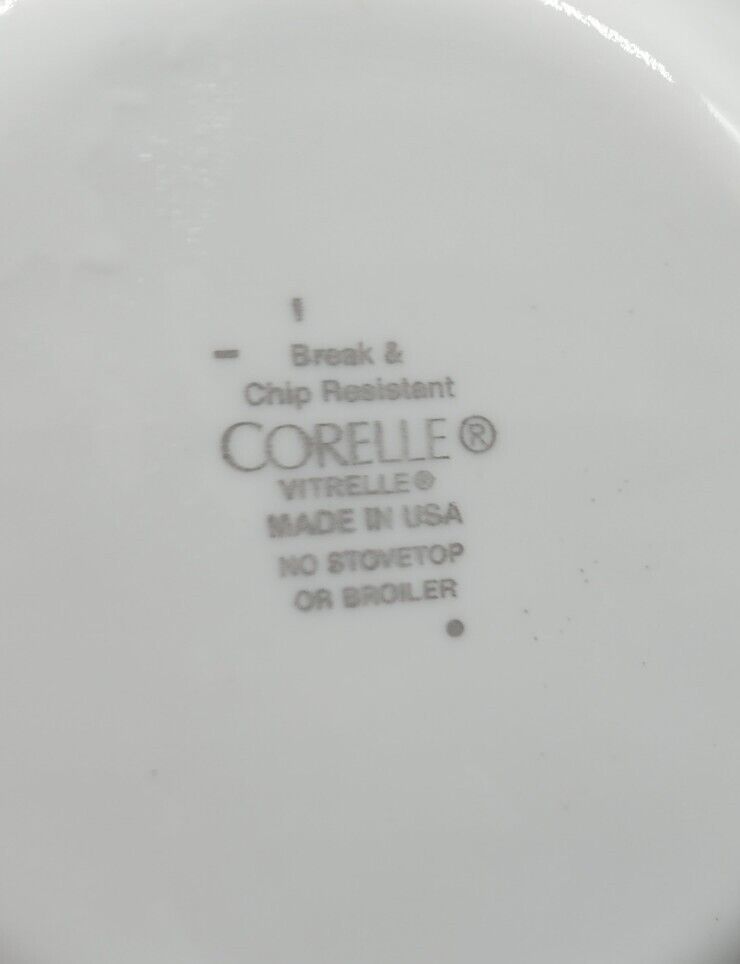 Break &
Chip Resistant
CORELLE®
VITRELLE®
MADE IN USA
NO STOVETOP
OR BROILER